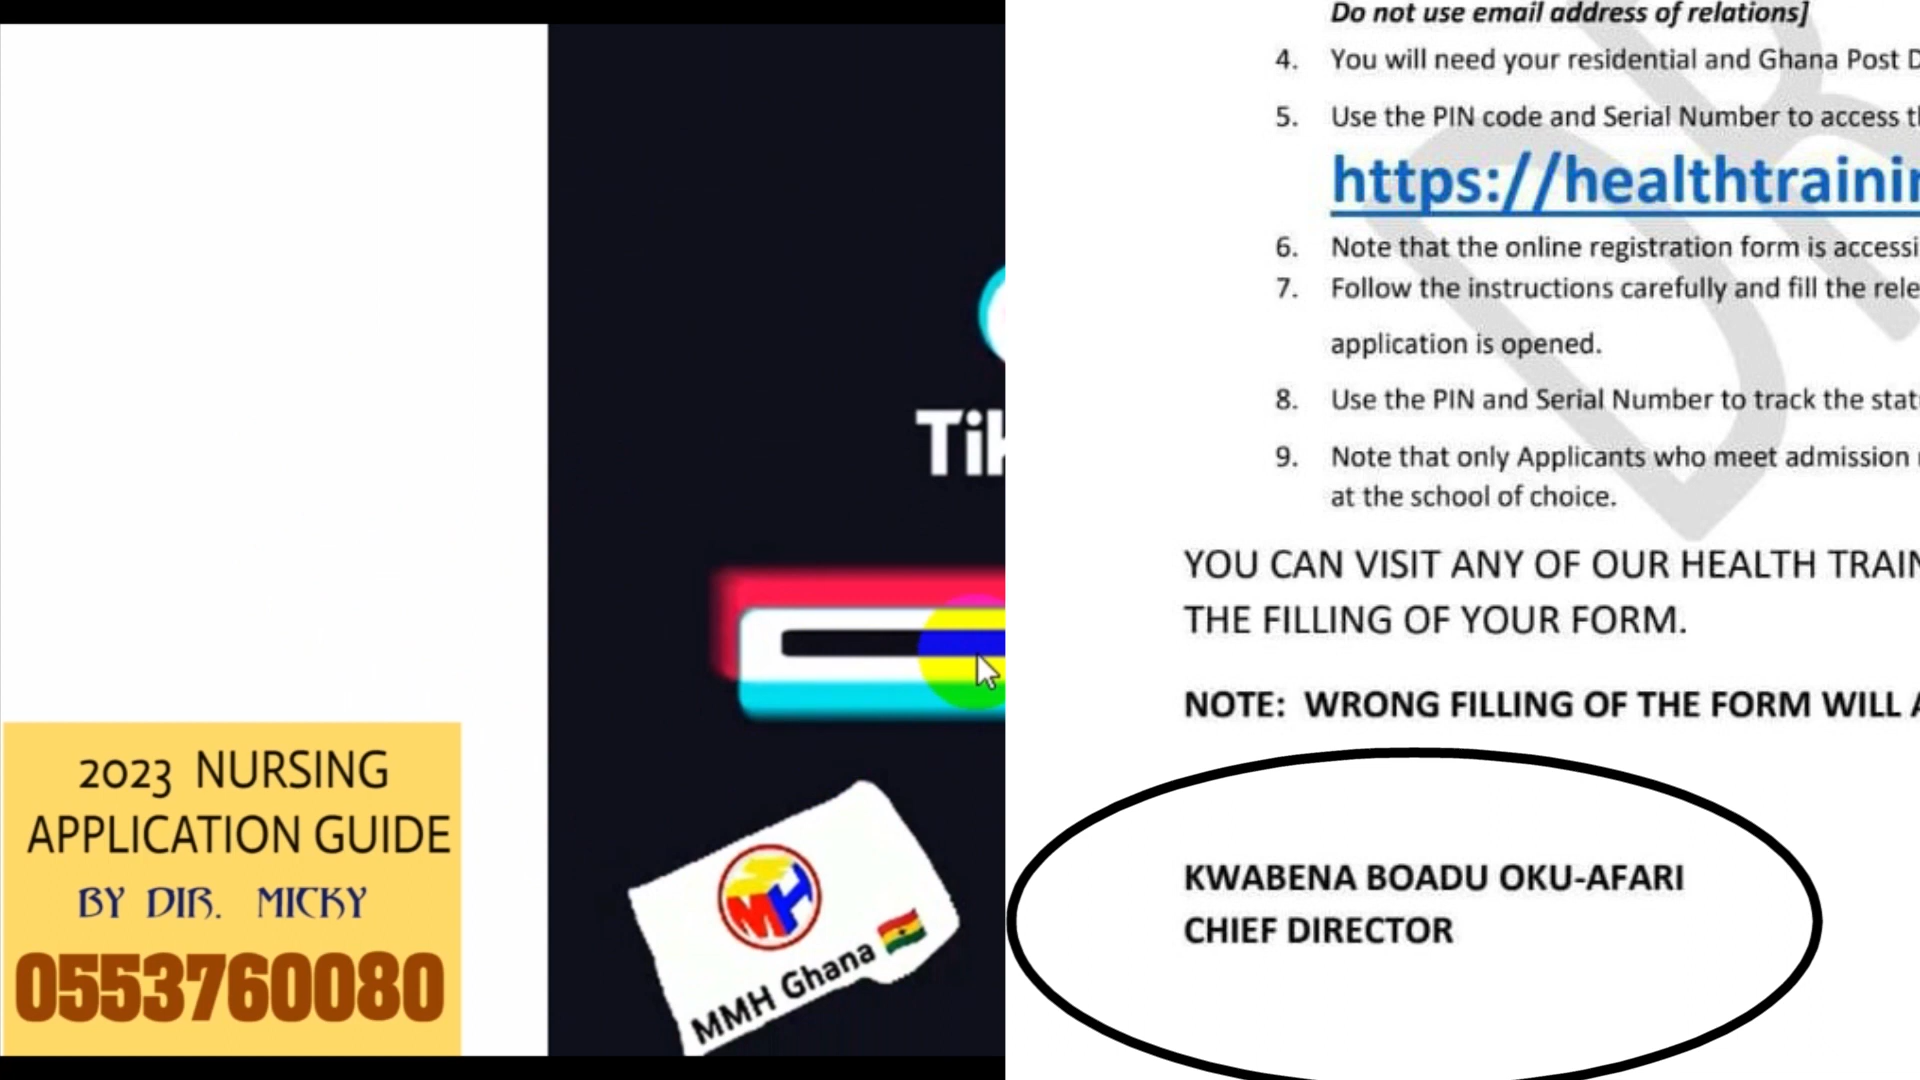 2023 NURSING
APPLICATION GUIDE
BY DIR. MICKY
0553760080
MH
MMH Ghana
Do not use email address of relations]
4. You will need your residential and Ghana Post
5. Use the PIN code and Serial Number to access
https://healthtrainin
6. Note that the online registration form is
7. Follow the instructions carefully and fill the
application is opened.
8. Use the PIN and Serial Number to track the
9. Note that only Applicants who meet admission
at the school of choice.
YOU CAN VISIT ANY OF OUR HEALTH
THE FILLING OF YOUR FORM.
NOTE: WRONG FILLING OF THE FORM WILL
KWABENA BOADU OKU-AFARI
CHIEF DIRECTOR